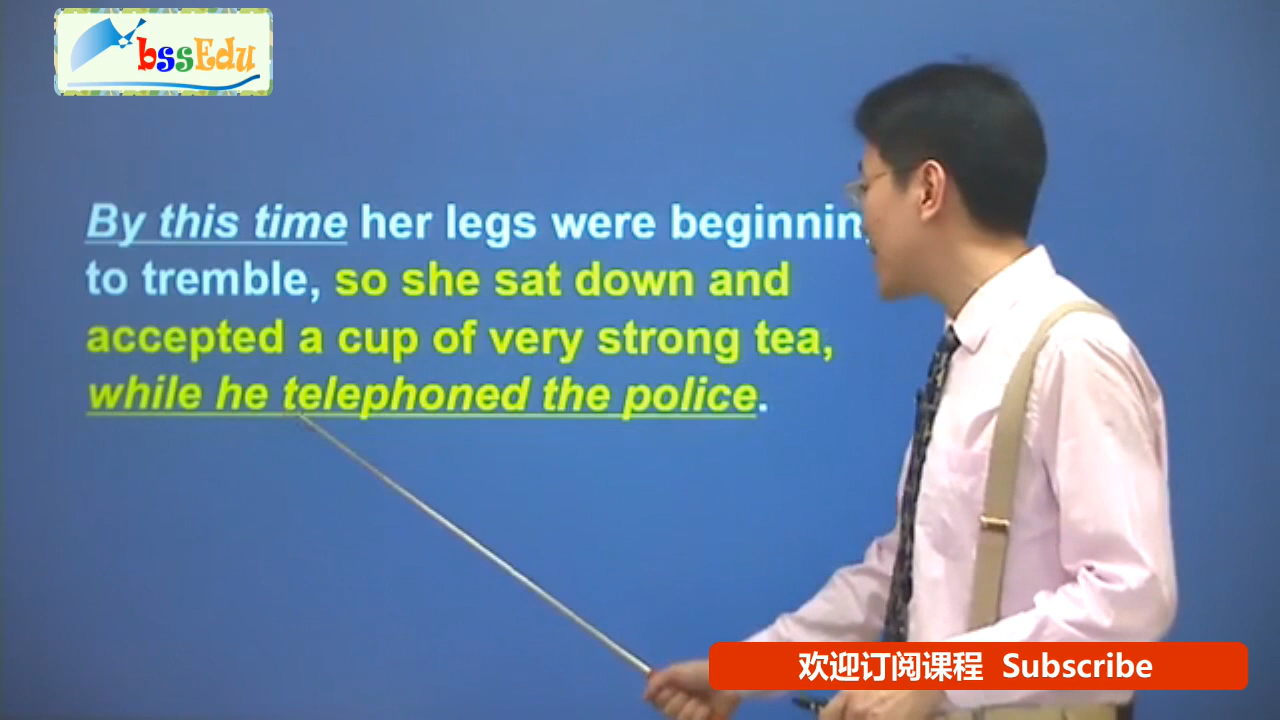 bssEdu
By this time her legs were beginnin
to tremble, so she sat down and
accepted a cup of very strong tea,
while he telephoned the police.
欢迎订阅课程 Subscribe